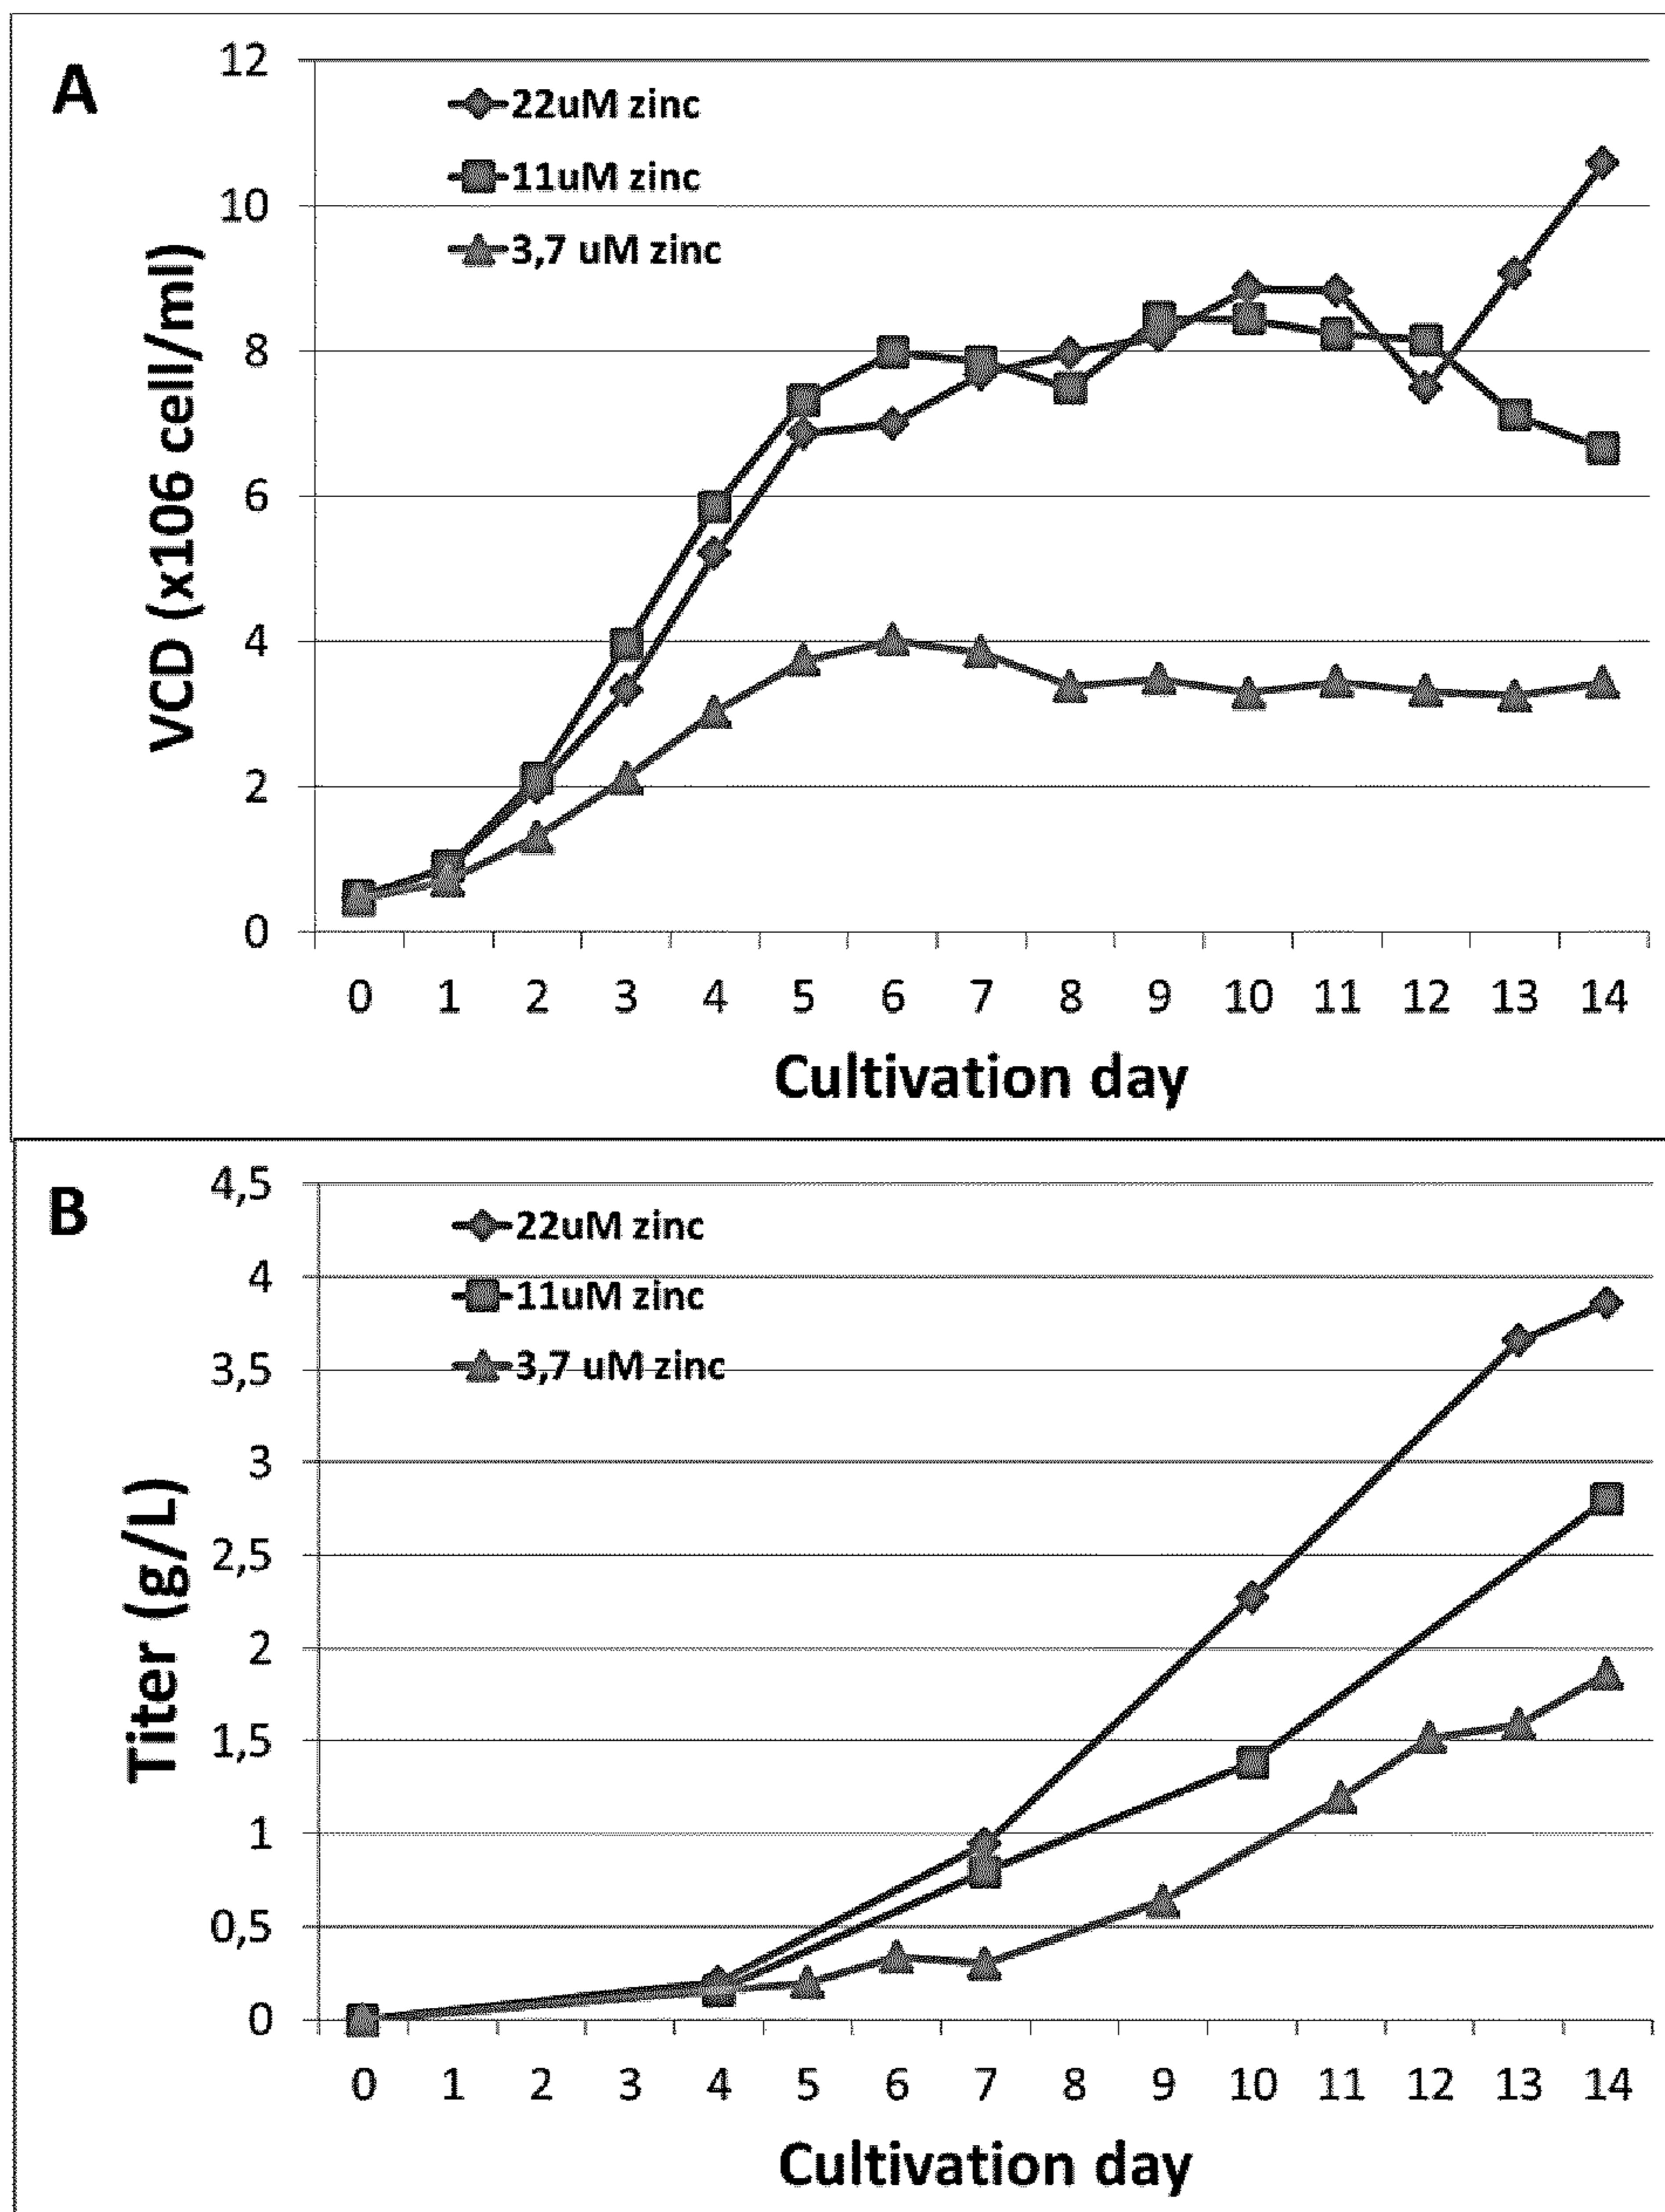 A
12
10
8
6
4
2
0
22uM zinc
11uM zinc
3,7 uM zinc
VCD (x106 cell/ml)
0 1 2 3 4 5 6 7 8 9 10 11 12 13 14
Cultivation day
B
4,5
4
3,5
3
2,5
2
1,5
1
0,5
0
22uM zinc
11uM zinc
3,7 uM zinc
Titer (g/L)
0 1 2 3 4 5 6 7 8 9 10 11 12 13 14
Cultivation day